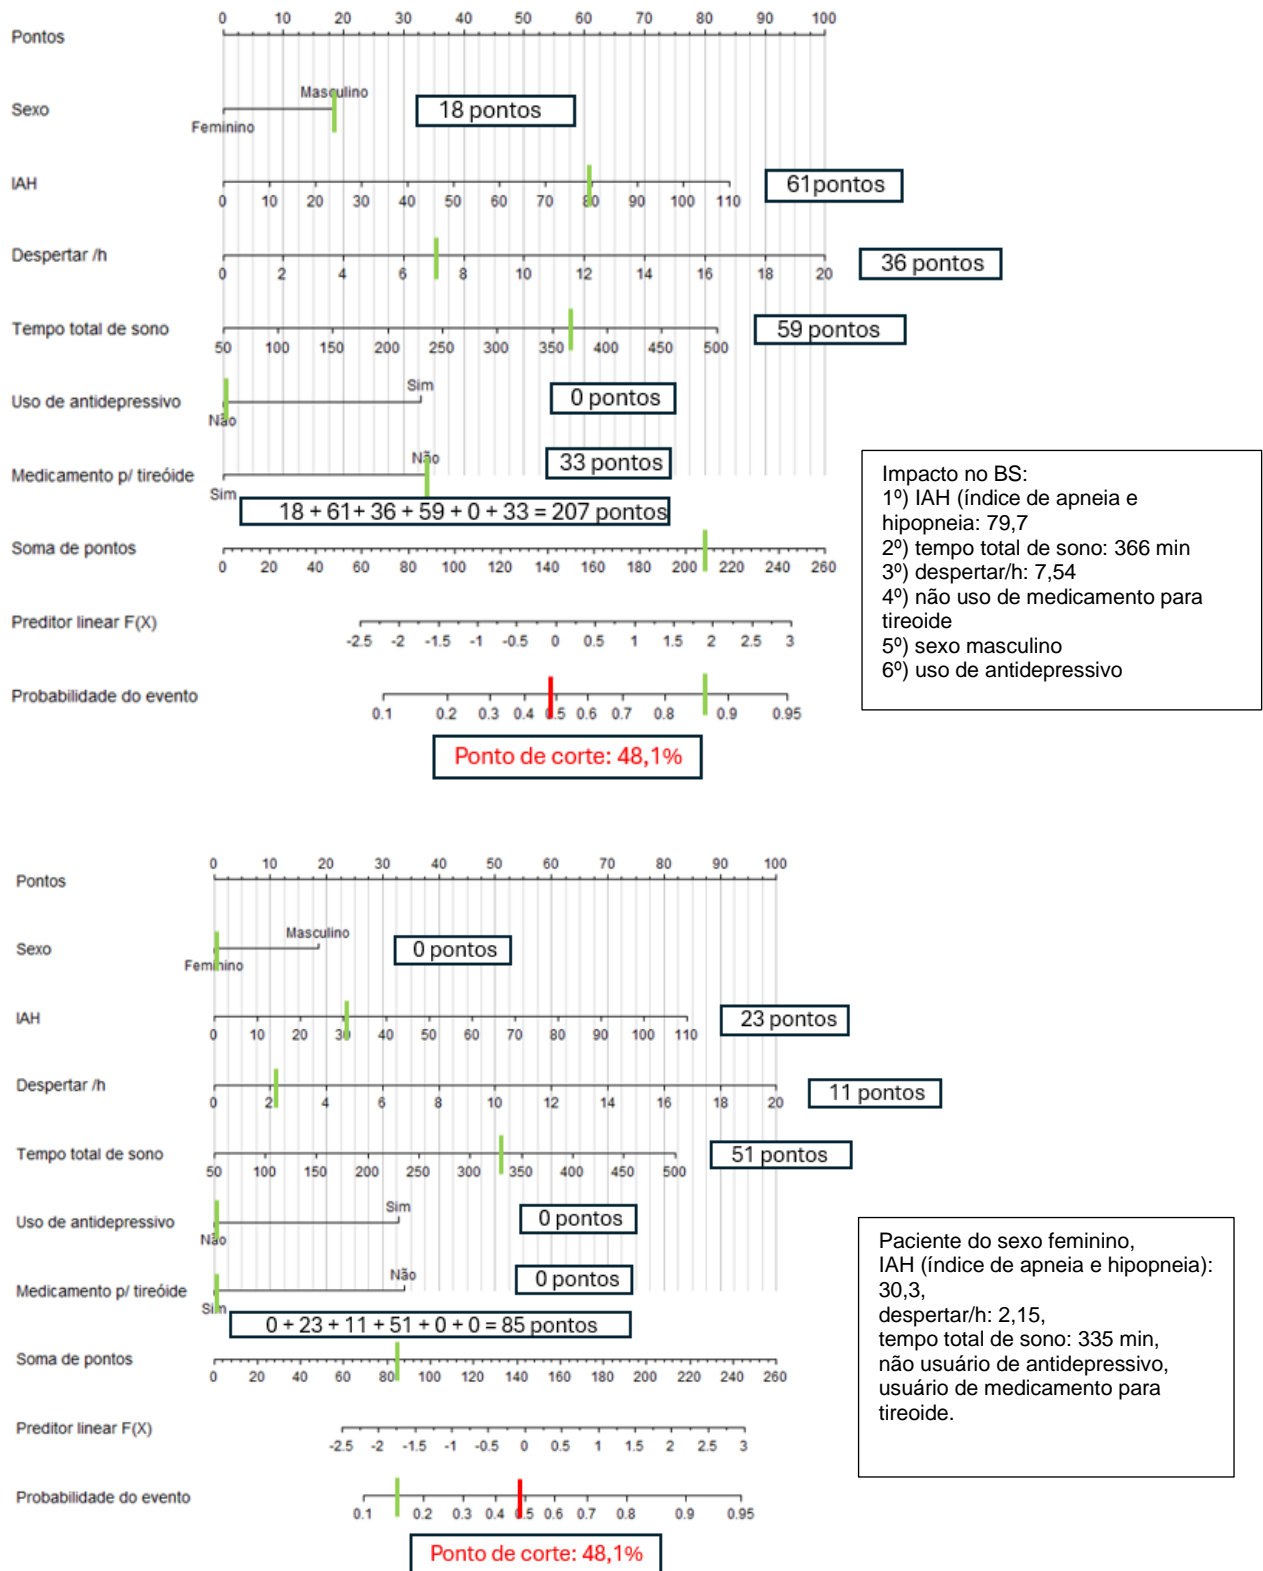 0 10 20 30 40 50 60 70 80 90 100
Pontos
Masculino
Sexo
18 pontos
Feminino
IAH
61pontos
0 10 20 30 40 50 60 70 80 90 100 110
Despertar /h
36 pontos
0 2 4 6 8 10 12 14 16 18 20
Tempo total de sono
59 pontos
50 100 150 200 250 300 350 400 450 500
Sim
Uso de antidepressivo
0 pontos
Não
Não
33 pontos
Medicamento p/ tireóide
Sim
18 + 61 + 36 + 59 + 0 + 33 = 207 pontos
Soma de pontos
0 20 40 60 80 100 120 140 160 180 200 220 240 260
Preditor linear F(X)
-2.5 -2 -1.5 -1 -0.5 0 0.5 1 1.5 2 2.5 3
Probabilidade do evento
0.1 0.2 0.3 0.4 0.5 0.6 0.7 0.8 0.9 0.95
Ponto de corte: 48,1%
Impacto no BS:
1º) IAH (índice de apneia e
hipopneia: 79,7
2º) tempo total de sono: 366 min
3º) despertar/h: 7,54
4º) não uso de medicamento para
tireoide
5º) sexo masculino
6º) uso de antidepressivo
0 10 20 30 40 50 60 70 80 90 100
Pontos
Masculino
Sexo
0 pontos
Feminino
IAH
23 pontos
0 10 20 30 40 50 60 70 80 90 100 110
Despertar /h
11 pontos
0 2 4 6 8 10 12 14 16 18 20
Tempo total de sono
51 pontos
50 100 150 200 250 300 350 400 450 500
Sim
Uso de antidepressivo
0 pontos
Não
Não
0 pontos
Medicamento p/ tireóide
Sim
0 + 23 + 11 + 51 + 0 + 0 = 85 pontos
Soma de pontos
0 20 40 60 80 100 120 140 160 180 200 220 240 260
Preditor linear F(X)
-2.5 -2 -1.5 -1 -0.5 0 0.5 1 1.5 2 2.5 3
Probabilidade do evento
0.1 0.2 0.3 0.4 0.5 0.6 0.7 0.8 0.9 0.95
Ponto de corte: 48,1%
Paciente do sexo feminino,
IAH (índice de apneia e hipopneia):
30,3,
despertar/h: 2,15,
tempo total de sono: 335 min,
não usuário de antidepressivo,
usuário de medicamento para
tireoide.